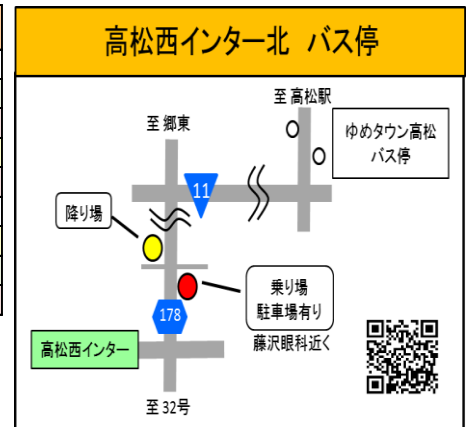 高松西インター北 バス停
至 高松駅
至 郷東
ゆめタウン高松
バス停
11
降り場
乗り場
駐車場有り
藤沢眼科近く
178
高松西インター
至 32号